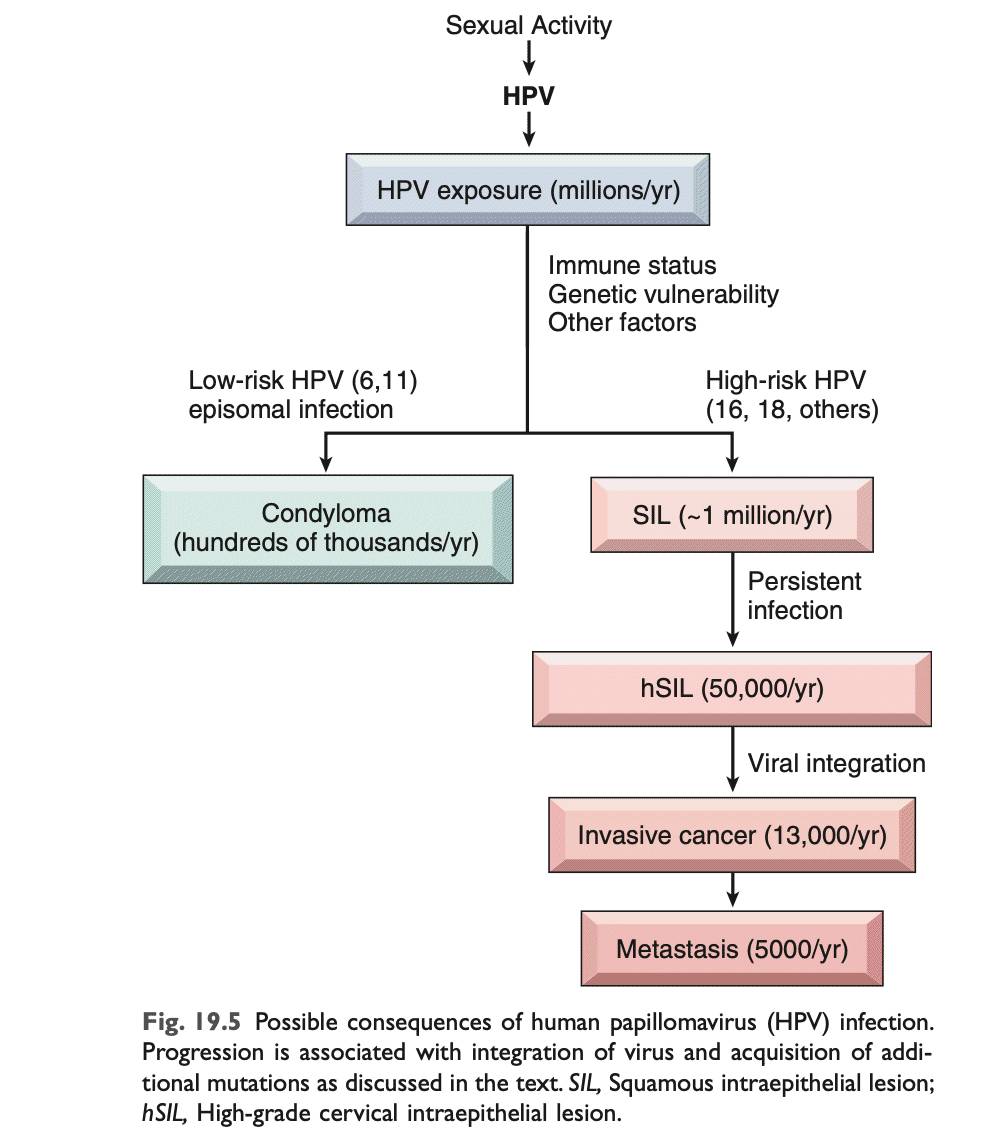 Sexual Activity
HPV
HPV exposure (millions/yr)
Immune status
Genetic vulnerability
Other factors
Low-risk HPV (6,11)
episomal infection
High-risk HPV
(16, 18, others)
Condyloma
(hundreds of thousands/yr)
SIL (~1 million/yr)
Persistent
infection
hSIL (50,000/yr)
Viral integration
Invasive cancer (13,000/yr)
Metastasis (5000/yr)
Fig. 19.5 Possible consequences of human papillomavirus (HPV) infection.
Progression is associated with integration of virus and acquisition of addi-
tional mutations as discussed in the text. SIL, Squamous intraepithelial lesion;
hSIL, High-grade cervical intraepithelial lesion.